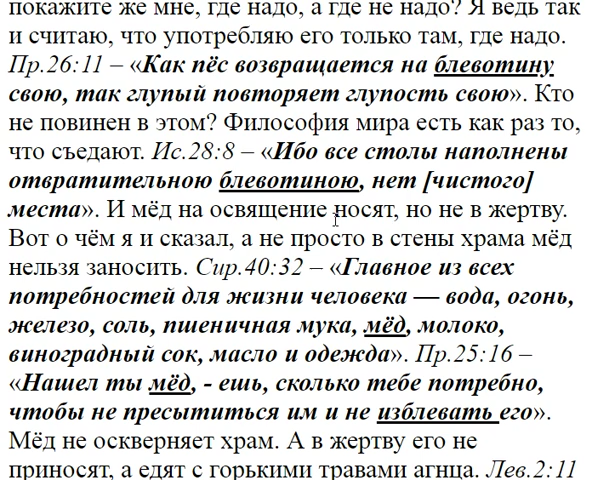 покажите же мне, где надо, а где не надо? Я ведь так
и считаю, что употребляю его только там, где надо.
Пр.26:11 – «Как пёс возвращается на блевотину
свою, так глупый повторяет глупость свою». Кто
не повинен в этом? Философия мира есть как раз то,
что съедают. Ис.28:8 – «Ибо все столы наполнены
отвратительною блевотиною, нет [чистого]
места». И мёд на освящение носят, но не в жертву.
Вот о чём я и сказал, а не просто в стены храма мёд
нельзя заносить. Сир.40:32 – «Главное из всех
потребностей для жизни человека — вода, огонь,
железо, соль, пшеничная мука, мёд, молоко,
виноградный сок, масло и одежда». Пр.25:16 –
«Нашел ты мёд, - ешь, сколько тебе потребно,
чтобы не пресытиться им и не изблевать его».
Мёд не оскверняет храм. А в жертву его не
приносят, а едят с горькими травами агнца. Лев.2:11